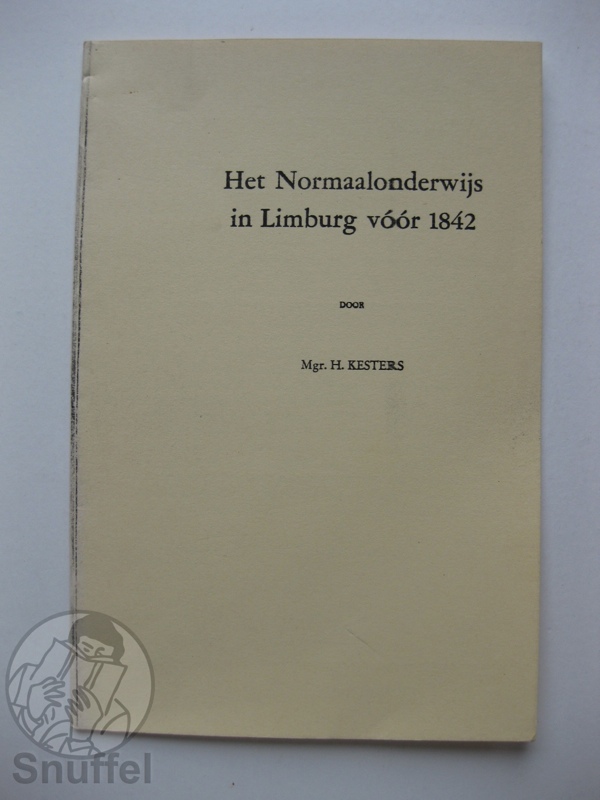 Het Normaalonderwijs
in Limburg vóór 1842
DOOR
Mgr. H. KESTERS
Snuffel